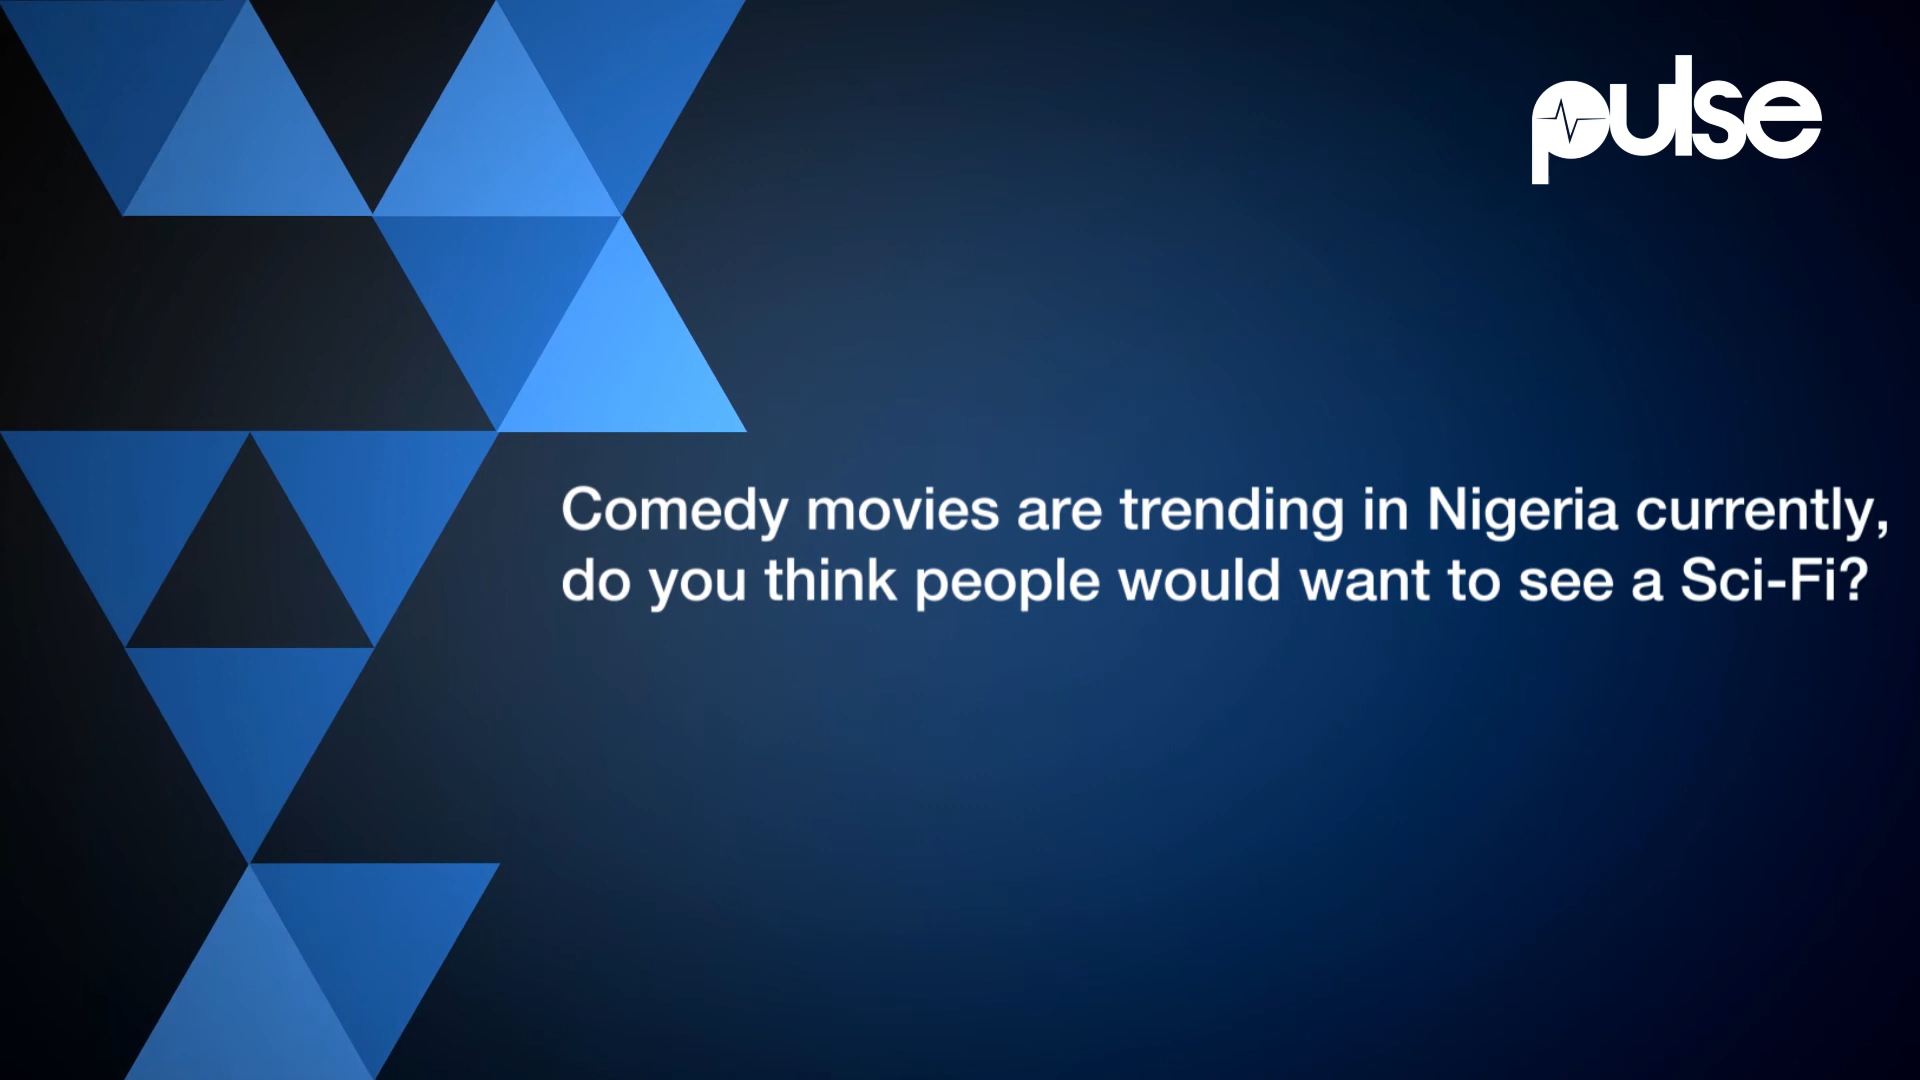 pulse
Comedy movies are trending in Nigeria currently,
do you think people would want to see a Sci-Fi?